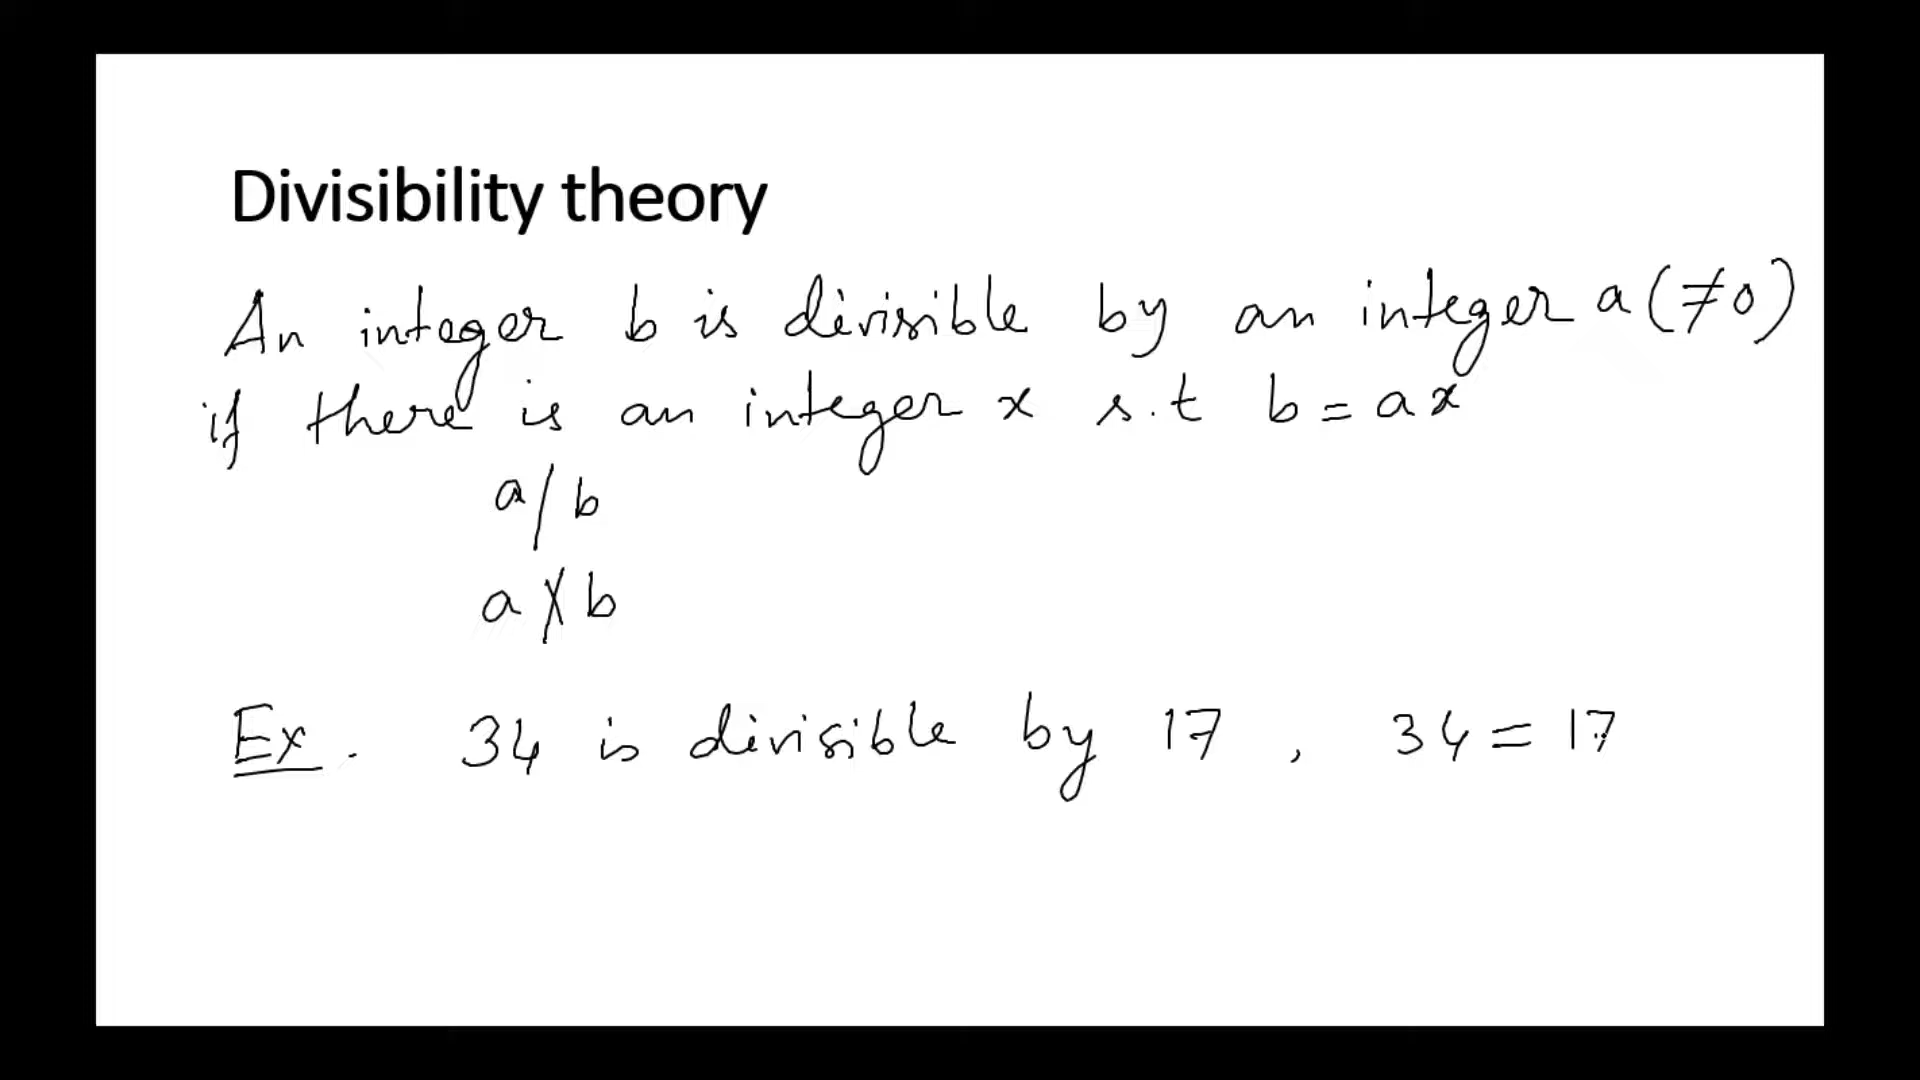 Divisibility theory
An integer b is divisible by an integer a (≠0)
if there is an integer x s.t b = ax
a/b
a∤b
Ex. 34 is divisible by 17, 34 = 17